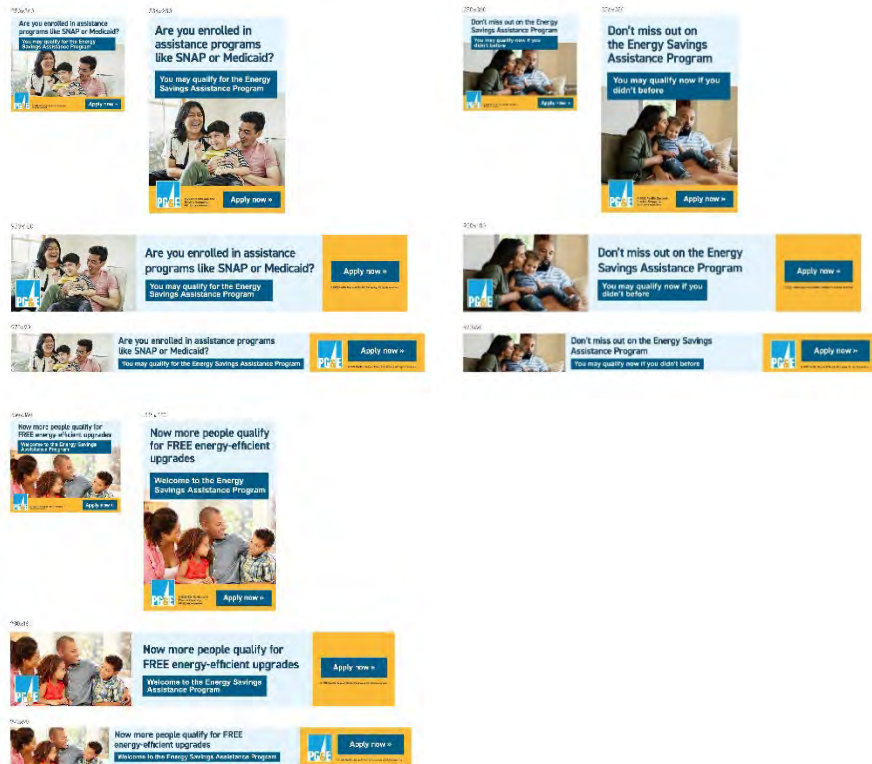 Are you enrolled in assistance
programs like SNAP or Medicaid?
You may qualify for the Energy
Savings Assistance Program
PG&E
Apply now »
Are you enrolled in
assistance programs
like SNAP or Medicaid?
You may qualify for the Energy
Savings Assistance Program
PG&E
Apply now »
Are you enrolled in assistance
programs like SNAP or Medicaid?
You may qualify for the Energy
Savings Assistance Program
PG&E
Apply now »
Are you enrolled in assistance programs
like SNAP or Medicaid?
You may qualify for the Energy Savings Assistance Program
PG&E
Apply now »
Don't miss out on the Energy
Savings Assistance Program
You may qualify now if you
didn't before
PG&E
Apply now »
Don't miss out on
the Energy Savings
Assistance Program
You may qualify now if you
didn't before
PG&E
Apply now »
Don't miss out on the Energy
Savings Assistance Program
You may qualify now if you
didn't before
PG&E
Apply now »
Don't miss out on the Energy Savings
Assistance Program
You may qualify now if you didn't before
PG&E
Apply now »
Now more people qualify for
FREE energy-efficient upgrades
Welcome to the Energy Savings
Assistance Program
PG&E
Apply now »
Now more people qualify
for FREE energy-efficient
upgrades
Welcome to the Energy
Savings Assistance Program
PG&E
Apply now »
Now more people qualify for
FREE energy-efficient upgrades
Welcome to the Energy Savings
Assistance Program
PG&E
Apply now »
Now more people qualify for FREE
energy-efficient upgrades
Welcome to the Energy Savings Assistance Program
PG&E
Apply now »